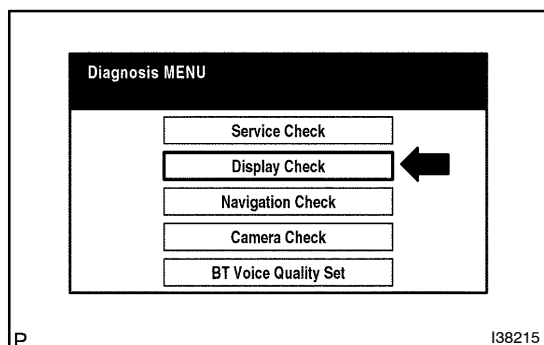 Diagnosis MENU
Service Check
Display Check
Navigation Check
Camera Check
BT Voice Quality Set
P
I38215